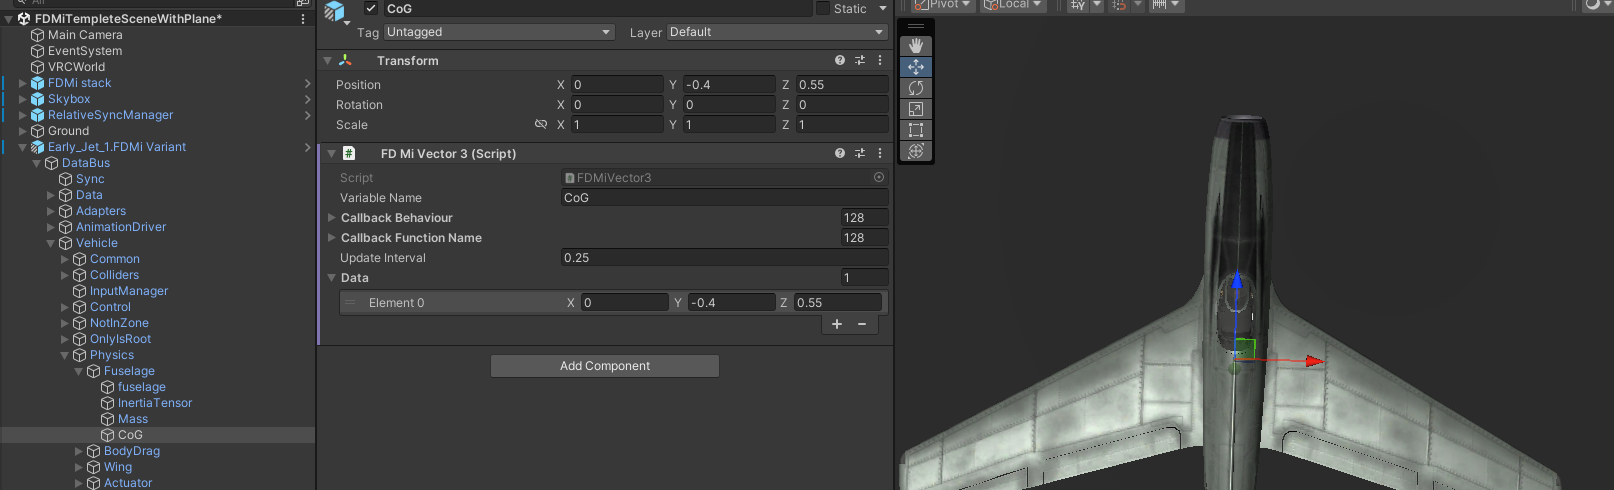 All
FDMiTempleteSceneWithPlane*
Main Camera
EventSystem
VRCWorld
FDMi stack
Skybox
RelativeSyncManager
Ground
Early_Jet_1.FDMi Variant
DataBus
Sync
Data
Adapters
AnimationDriver
Vehicle
Common
Colliders
InputManager
Control
NotInZone
OnlyIsRoot
Physics
Fuselage
fuselage
InertiaTensor
Mass
CoG
BodyDrag
Wing
Actuator
CoG Static
Tag Untagged Layer Default
Transform
Position X 0 Y -0.4 Z 0.55
Rotation X 0 Y 0 Z 0
Scale X 1 Y 1 Z 1
# FD Mi Vector 3 (Script)
Script # FDMiVector3
Variable Name CoG
Callback Behaviour 128
Callback Function Name 128
Update Interval 0.25
Data 1
Element 0 X 0 Y -0.4 Z 0.55
+ −
Add Component
Pivot Local